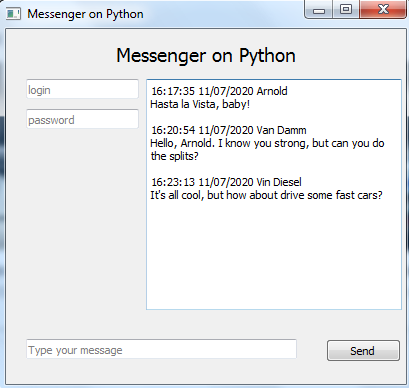 Messenger on Python
Messenger on Python
login
password
16:17:35 11/07/2020 Arnold
Hasta la Vista, baby!
16:20:54 11/07/2020 Van Damm
Hello, Arnold. I know you strong, but can you do
the splits?
16:23:13 11/07/2020 Vin Diesel
It's all cool, but how about drive some fast cars?
Type your message
Send